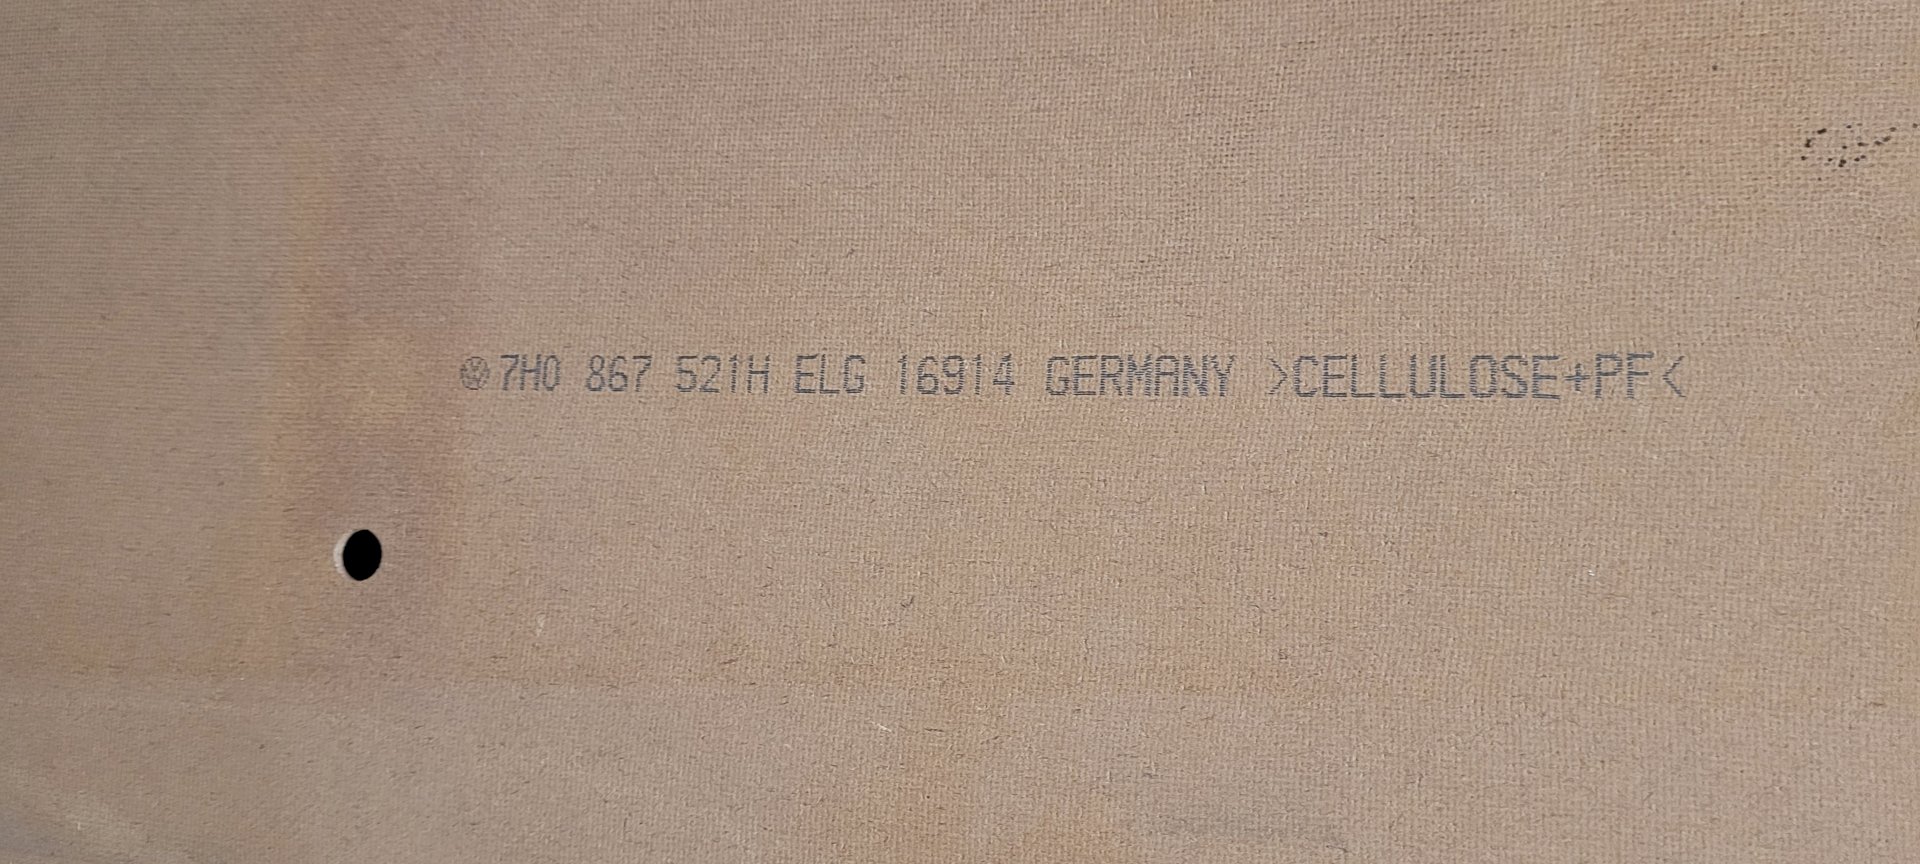 7H0 867 521H ELG 16914 GERMANY >CELLULOSE+PF<